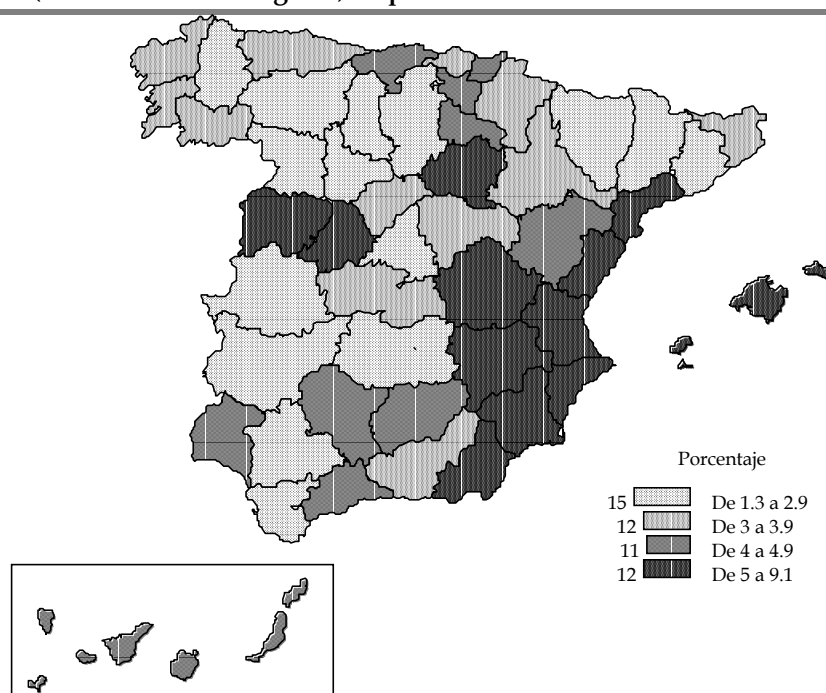 Porcentaje
15 De 1.3 a 2.9
12 De 3 a 3.9
11 De 4 a 4.9
12 De 5 a 9.1